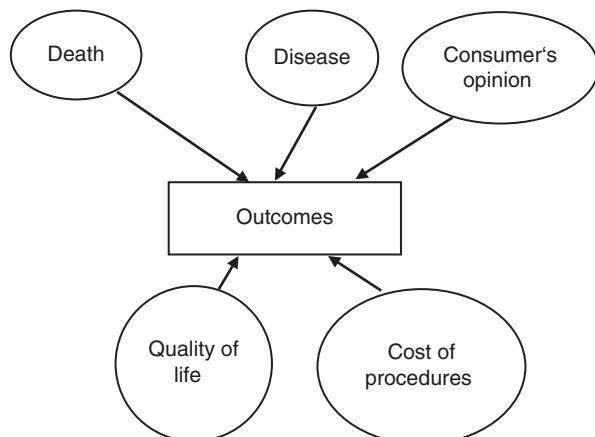 Death
Disease
Consumer‘s
opinion
Outcomes
Quality of
life
Cost of
procedures